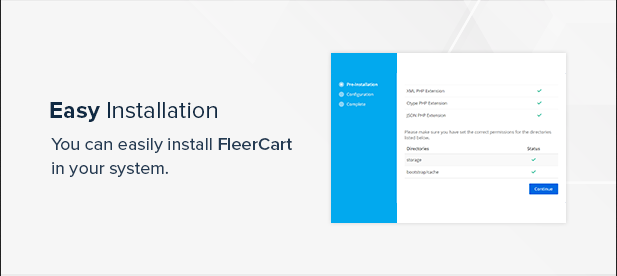 Easy Installation
You can easily install FleerCart
in your system.
Pre-installation
Configuration
Complete
XML PHP Extension
Ctype PHP Extension
JSON PHP Extension
Please make sure you have set the correct permissions for the directories
listed below.
Directories Status
storage
bootstrap/cache
Continue